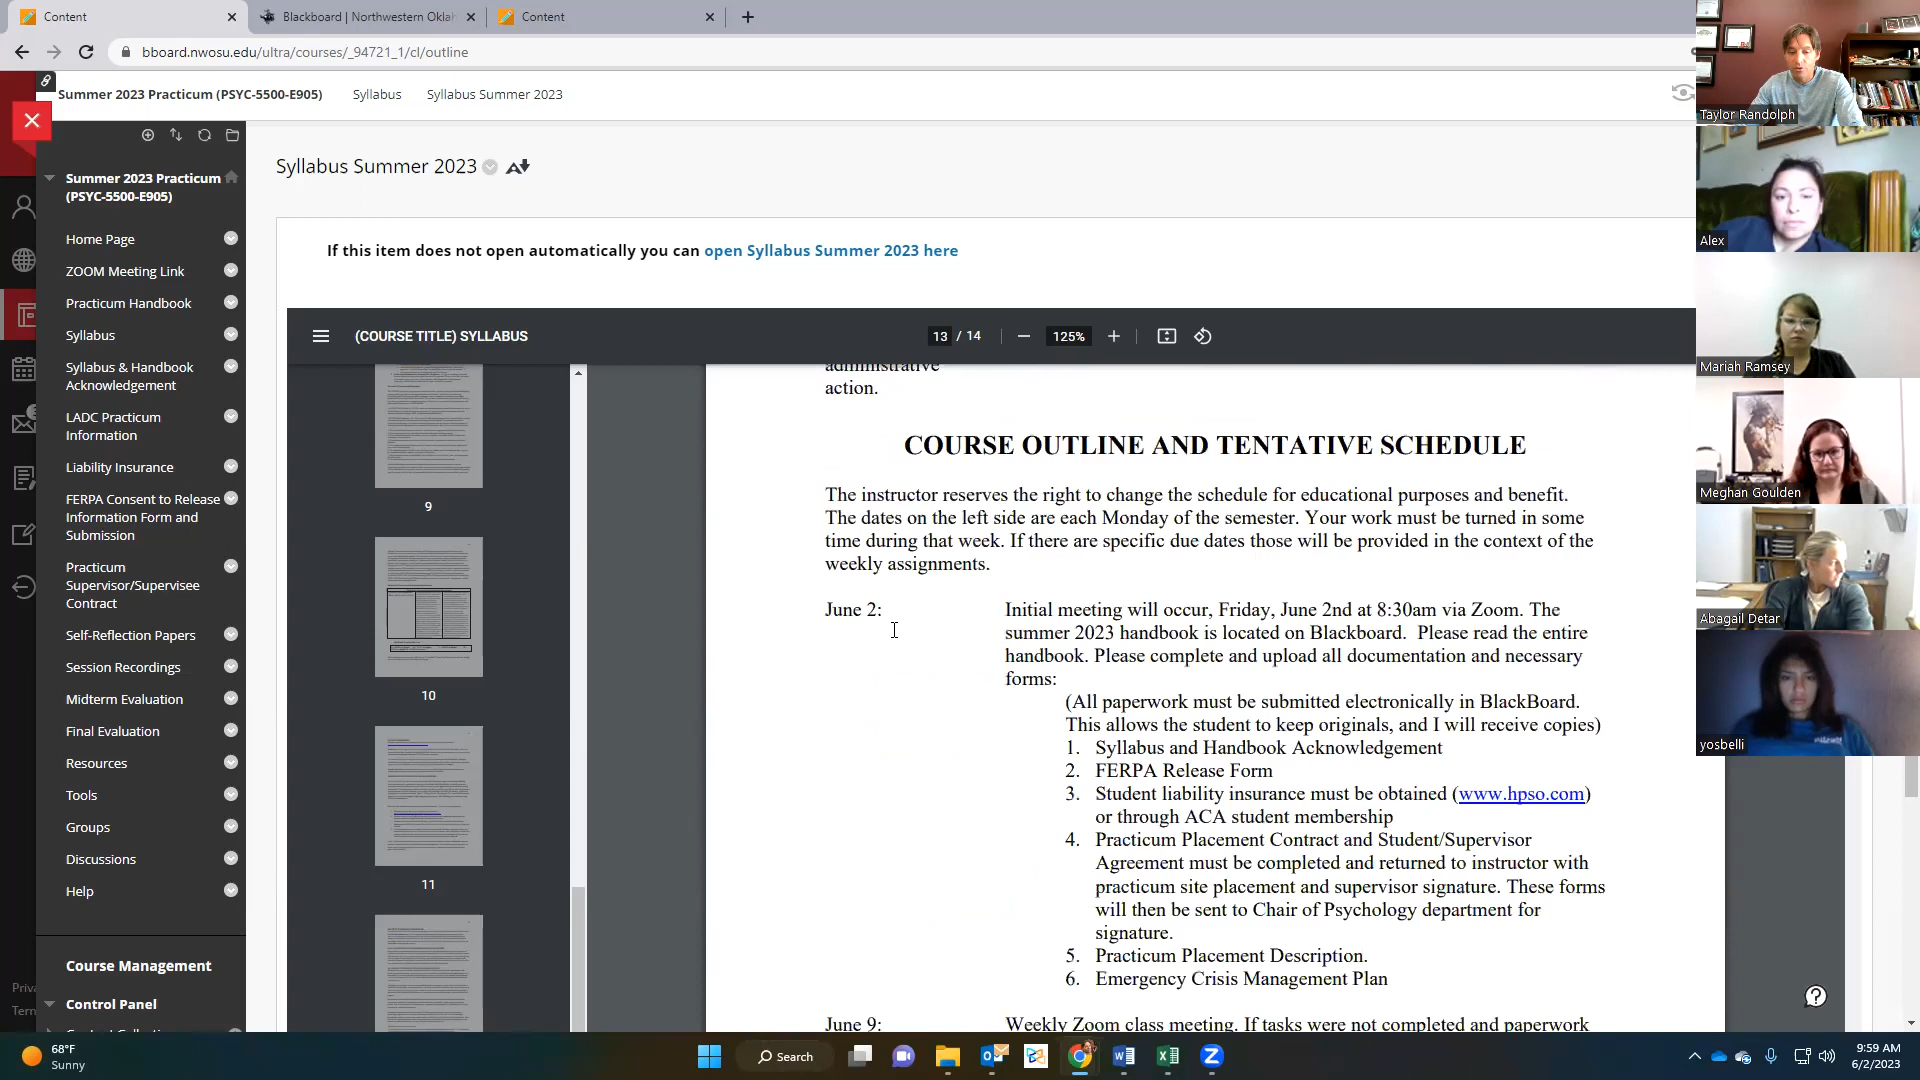 Content
Blackboard | Northwestern Okla
Content
bboard.nwosu.edu/ultra/courses/_94721_1/cl/outline
Summer 2023 Practicum (PSYC-5500-E905)
Syllabus
Syllabus Summer 2023
Summer 2023 Practicum
(PSYC-5500-E905)
Home Page
ZOOM Meeting Link
Practicum Handbook
Syllabus
Syllabus & Handbook
Acknowledgement
LADC Practicum
Information
Liability Insurance
FERPA Consent to Release
Information Form and
Submission
Practicum
Supervisor/Supervisee
Contract
Self-Reflection Papers
Session Recordings
Midterm Evaluation
Final Evaluation
Resources
Tools
Groups
Discussions
Help
Course Management
Control Panel
Priva
Term
Syllabus Summer 2023
If this item does not open automatically you can open Syllabus Summer 2023 here
(COURSE TITLE) SYLLABUS
13 / 14
125%
9
10
11
administrative
action.
COURSE OUTLINE AND TENTATIVE SCHEDULE
The instructor reserves the right to change the schedule for educational purposes and benefit.
The dates on the left side are each Monday of the semester. Your work must be turned in some
time during that week. If there are specific due dates those will be provided in the context of the
weekly assignments.
June 2: Initial meeting will occur, Friday, June 2nd at 8:30am via Zoom. The
summer 2023 handbook is located on Blackboard. Please read the entire
handbook. Please complete and upload all documentation and necessary
forms:
(All paperwork must be submitted electronically in BlackBoard.
This allows the student to keep originals, and I will receive copies)
1. Syllabus and Handbook Acknowledgement
2. FERPA Release Form
3. Student liability insurance must be obtained (www.hpso.com)
or through ACA student membership
4. Practicum Placement Contract and Student/Supervisor
Agreement must be completed and returned to instructor with
practicum site placement and supervisor signature. These forms
will then be sent to Chair of Psychology department for
signature.
5. Practicum Placement Description.
6. Emergency Crisis Management Plan
June 9: Weekly Zoom class meeting. If tasks were not completed and paperwork
Taylor Randolph
Alex
Mariah Ramsey
Meghan Goulden
Abagail Detar
yosbelli
68°F
Sunny
Search
9:59 AM
6/2/2023